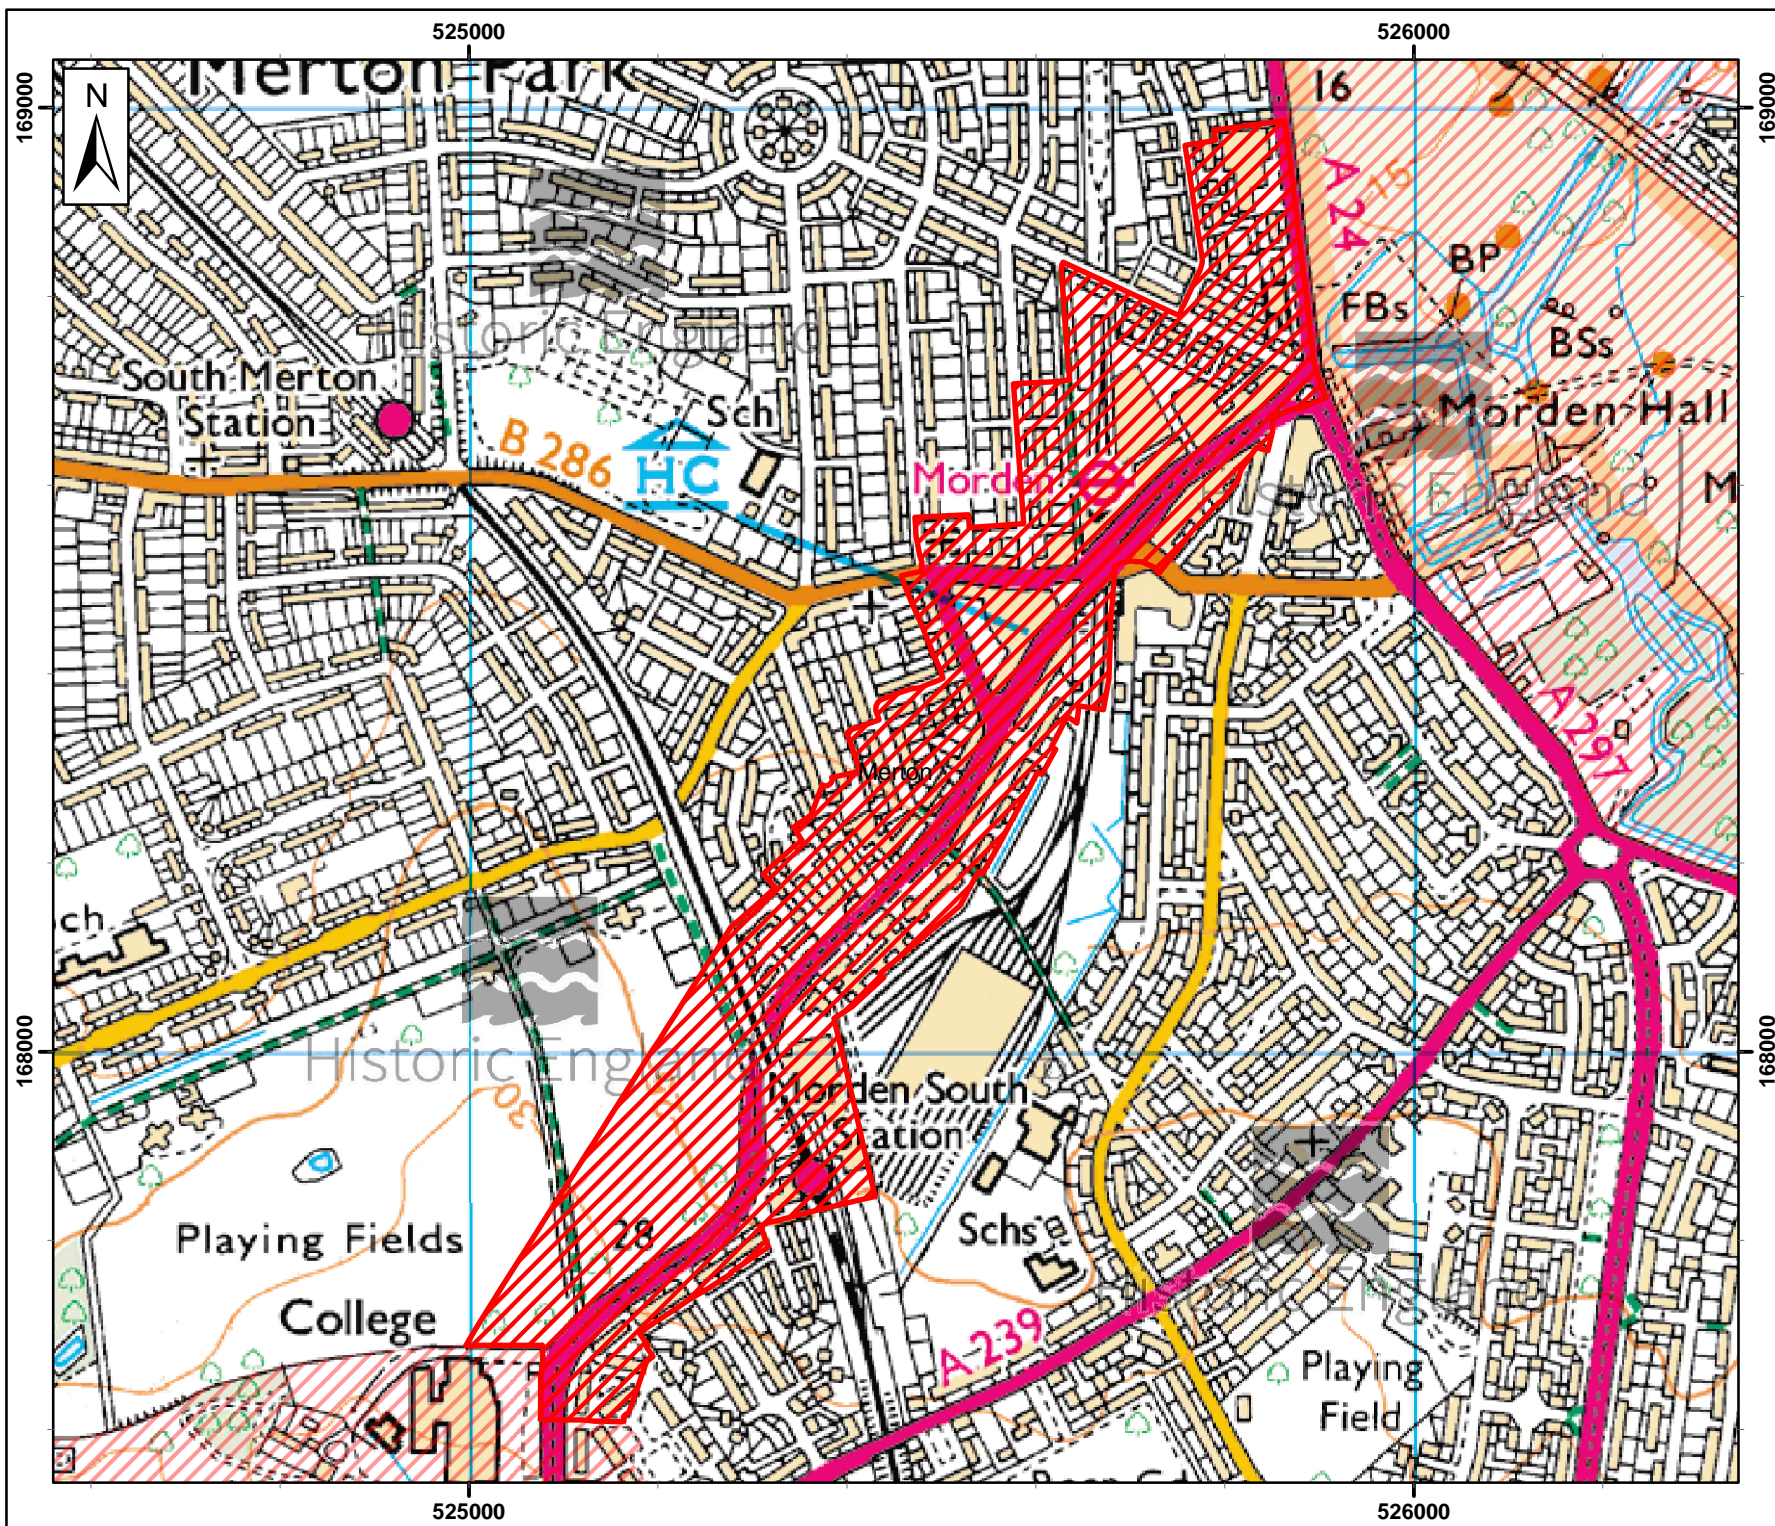 525000
526000
Merton Park
16
N
169000
169000
A 24
15
BP
FBs
BSs
Historic England
South Merton
Station
Sch
B 286
HC
Morden
Morden Hall
Historic England
M
A 297
Merton
ch
168000
168000
Historic England
30
Morden South
Station
28
Playing Fields
Schs
College
Historic England
A 239
Playing
Field
525000
526000